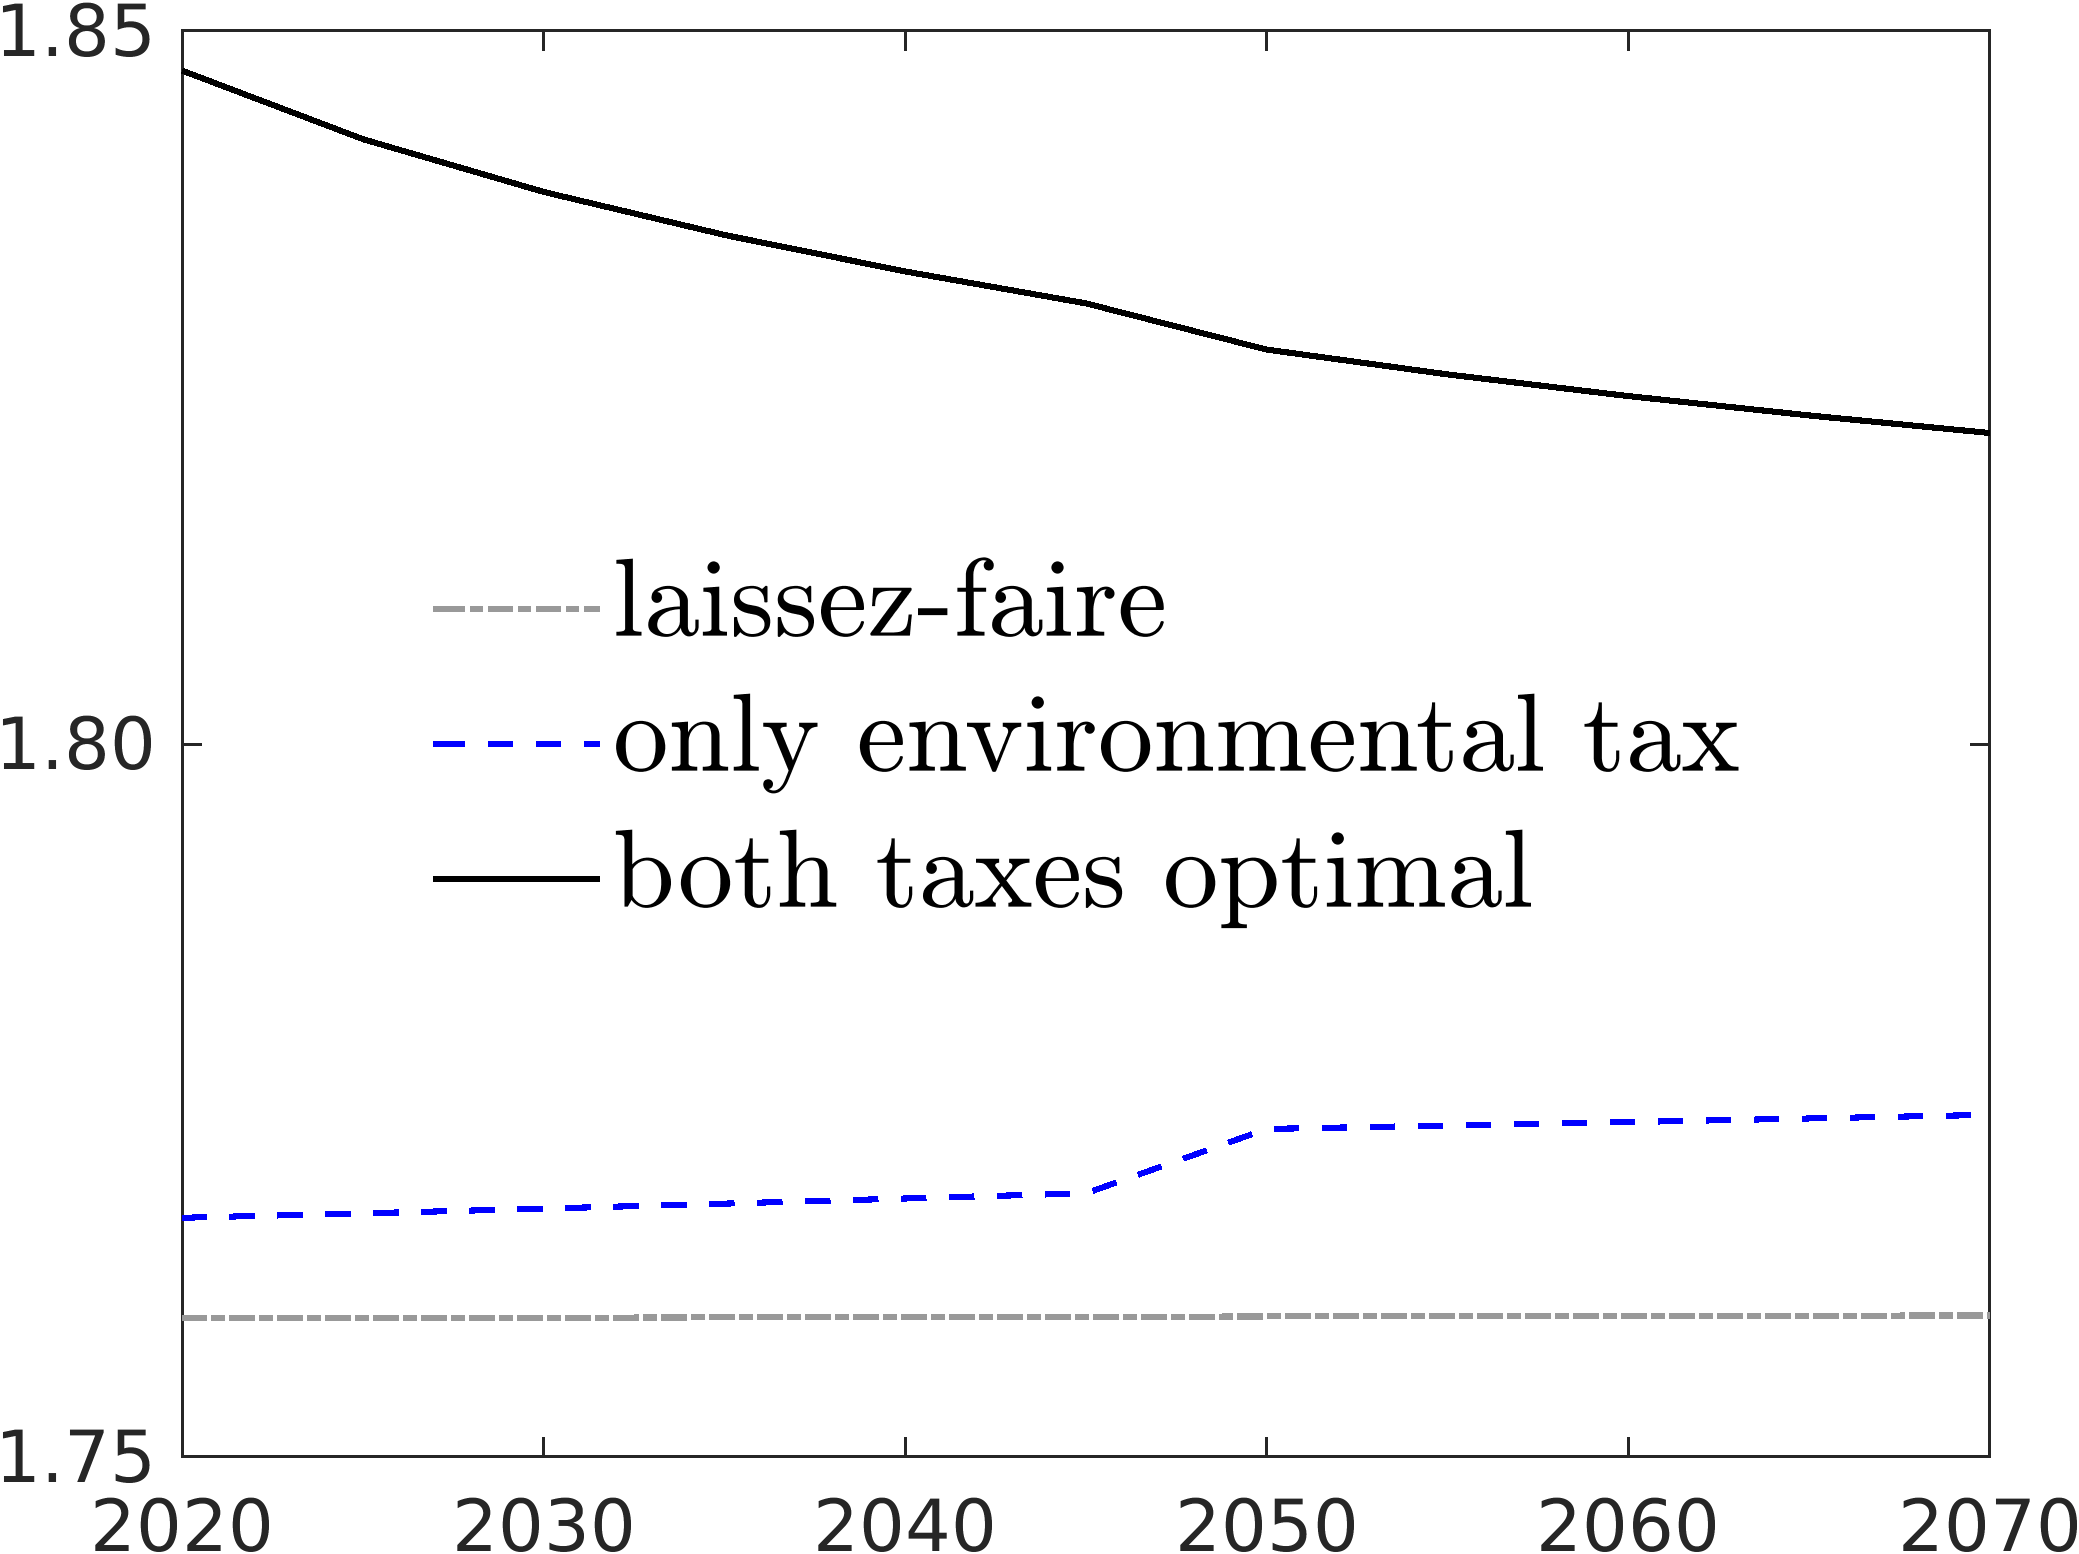 1.85
laissez-faire
only environmental tax
1.80
both taxes optimal
1.75
2020 2030 2040 2050 2060 2070